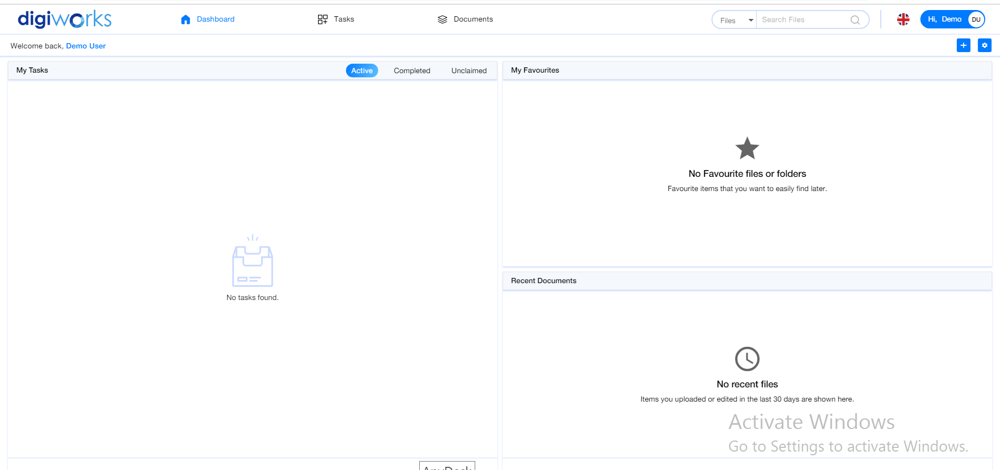 digiworks
Dashboard
Tasks
Documents
Files
Search Files
Hi, Demo
DU
Welcome back, Demo User
My Tasks
Active
Completed
Unclaimed
No tasks found.
My Favourites
No Favourite files or folders
Favourite items that you want to easily find later.
Recent Documents
No recent files
Items you uploaded or edited in the last 30 days are shown here.
Activate Windows
Go to Settings to activate Windows.
AnyDesk